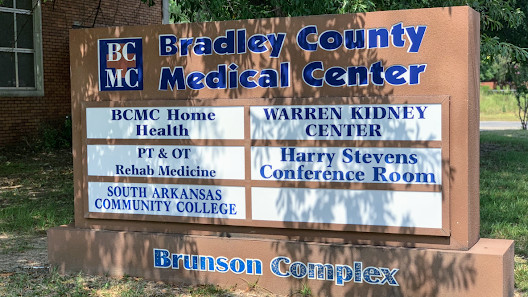 BC
MC
Bradley County
Medical Center
BCMC Home
Health
WARREN KIDNEY
CENTER
PT & OT
Rehab Medicine
Harry Stevens
Conference Room
SOUTH ARKANSAS
COMMUNITY COLLEGE
Brunson Complex